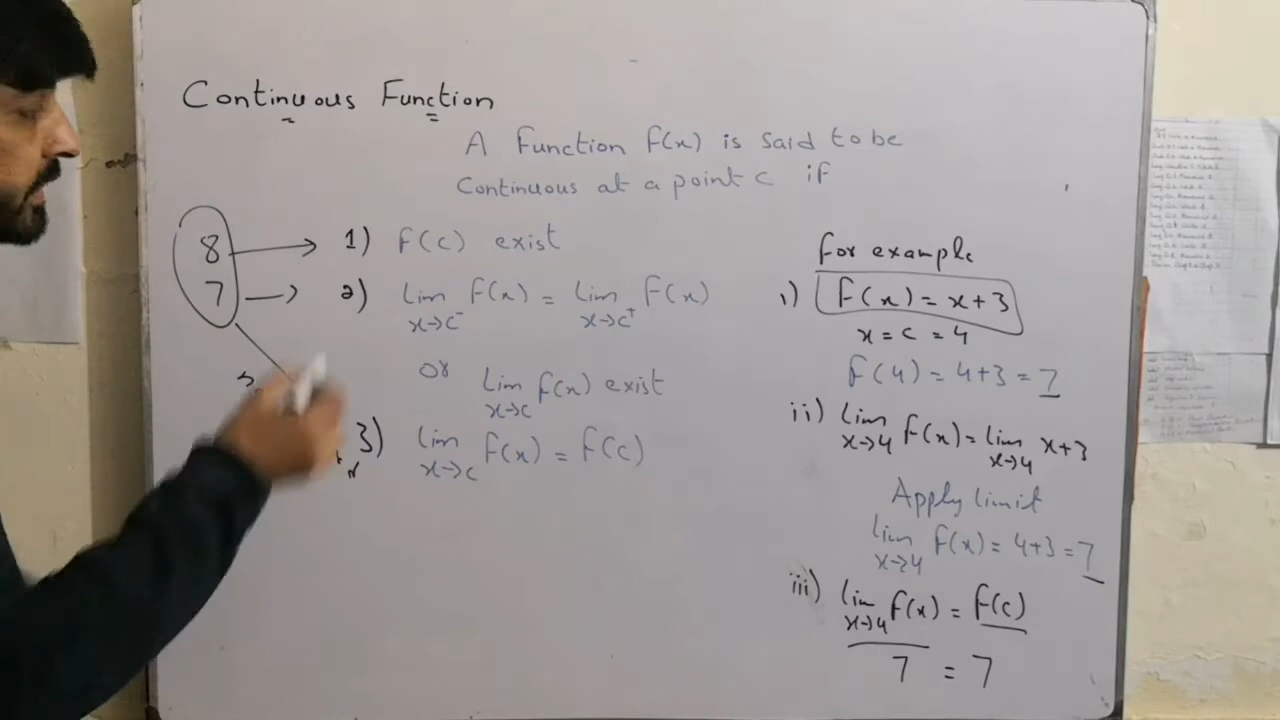 Continuous Function
A Function f(x) is said to be
Continuous at a point c if
8 → 1) f(c) exist
7 → 2) lim x→c⁻ f(x) = lim x→c⁺ f(x)
or lim x→c f(x) exist
3) lim x→c f(x) = f(c)
for example
i) f(x) = x+3
x = c = 4
f(4) = 4+3 = 7
ii) lim x→4 f(x) = lim x→4 x+3
Apply limit
lim x→4 f(x) = 4+3 = 7
iii) lim x→4 f(x) = f(c)
7 = 7